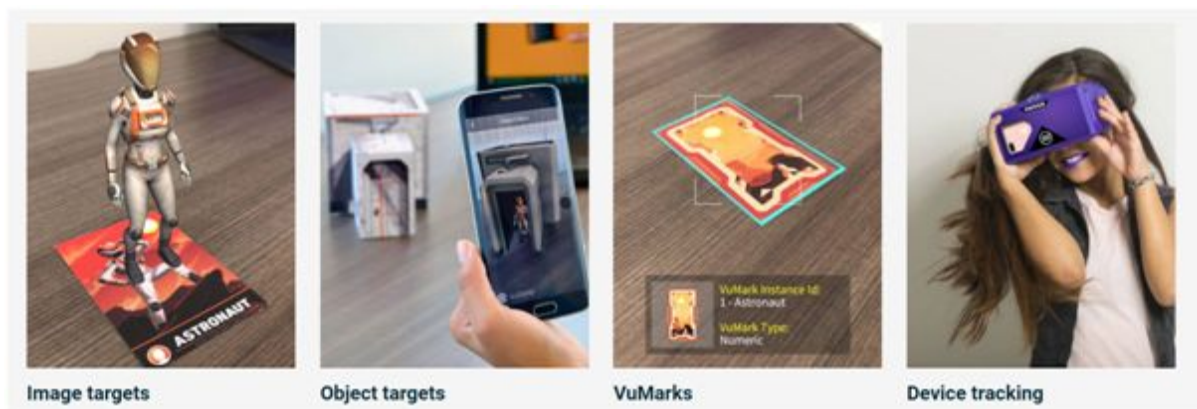 ASTRONAUT
VuMark Instance Id:
1 - Astronaut
VuMark Type:
Numeric
Image targets
Object targets
VuMarks
Device tracking